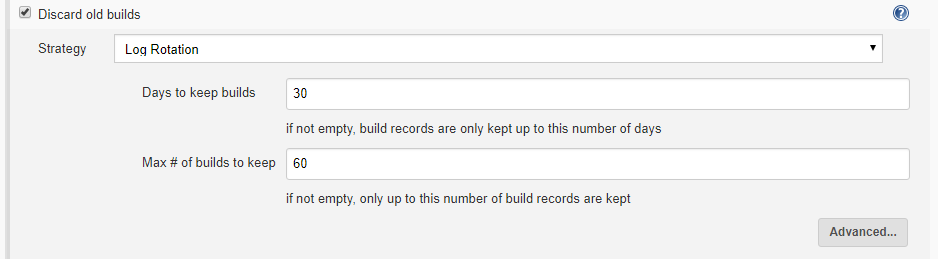 Discard old builds
Strategy Log Rotation
Days to keep builds 30
if not empty, build records are only kept up to this number of days
Max # of builds to keep 60
if not empty, only up to this number of build records are kept
Advanced...